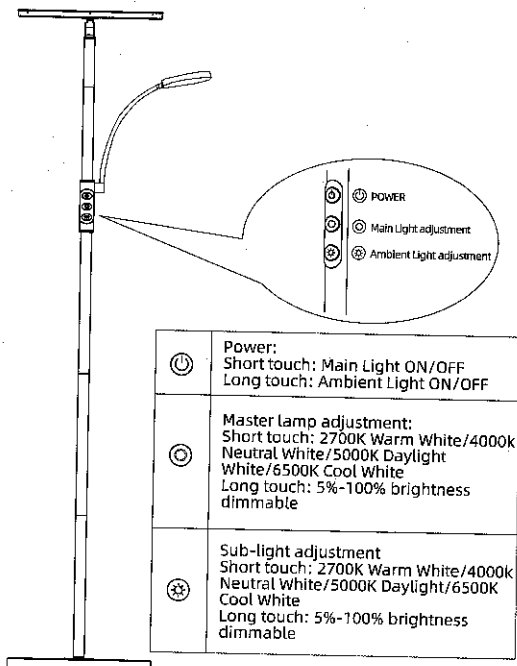 POWER
Main Light adjustment
Ambient Light adjustment
Power:
Short touch: Main Light ON/OFF
Long touch: Ambient Light ON/OFF
Master lamp adjustment:
Short touch: 2700K Warm White/4000k
Neutral White/5000K Daylight
White/6500K Cool White
Long touch: 5%-100% brightness
dimmable
Sub-light adjustment
Short touch: 2700K Warm White/4000k
Neutral White/5000K Daylight/6500K
Cool White
Long touch: 5%-100% brightness
dimmable